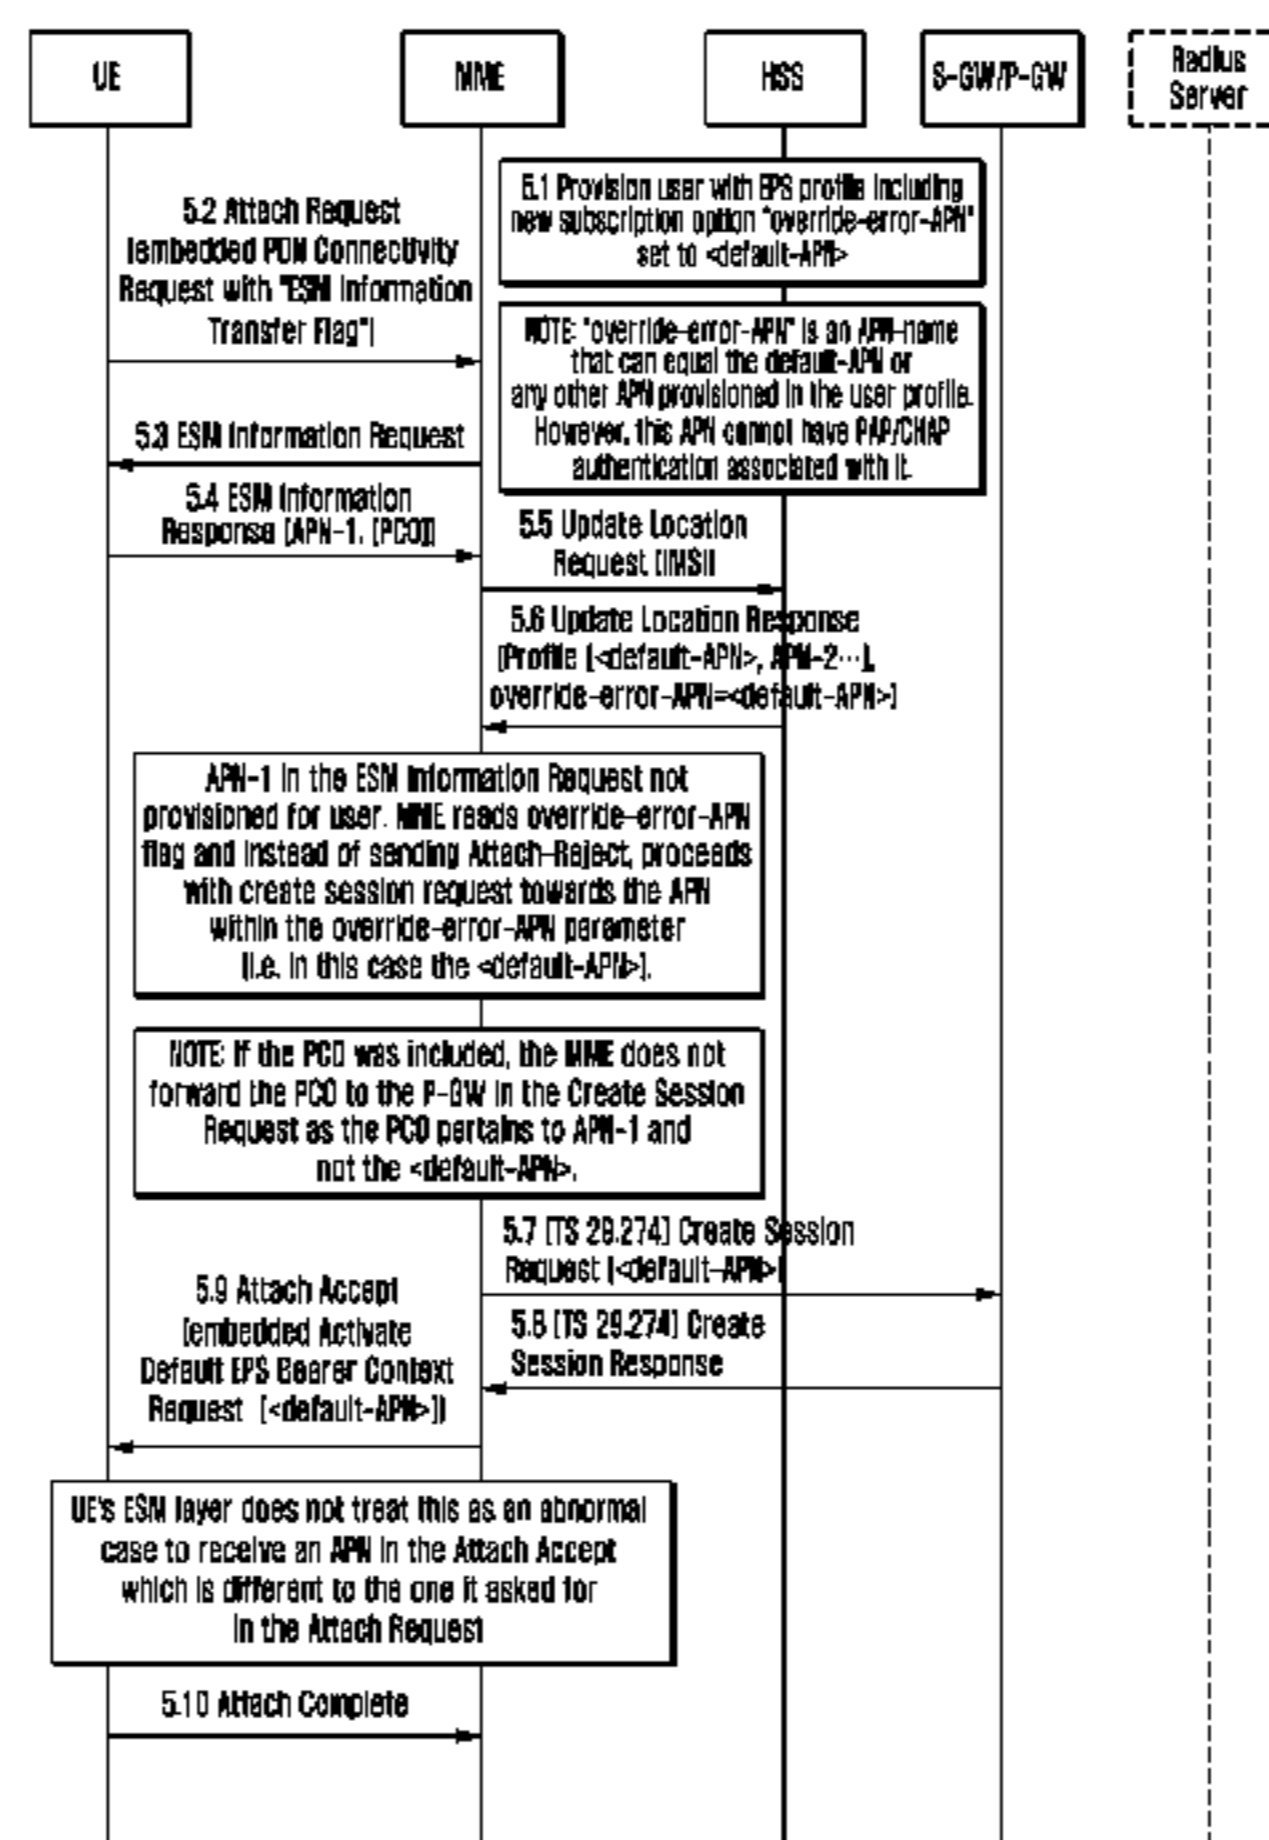 UE
MME
HSS
S-GW/P-GW
Radius
Server
5.1 Provision user with EPS profile including
new subscription option "override-error-APN"
set to <default-APN>
5.2 Attach Request
(embedded PDN Connectivity
Request with "ESM Information
Transfer Flag")
NOTE: "override-error-APN" is an APN-name
that can equal the default-APN or
any other APN provisioned in the user profile.
However, this APN cannot have PAP/CHAP
authentication associated with it.
5.3 ESM Information Request
5.4 ESM Information
Response (APN-1, [PCO])
5.5 Update Location
Request (IMSI)
5.6 Update Location Response
(Profile [<default-APN>, APN-2...],
override-error-APN=<default-APN>)
APN-1 in the ESM Information Request not
provisioned for user. MME reads override-error-APN
flag and instead of sending Attach-Reject, proceeds
with create session request towards the APN
within the override-error-APN parameter
(i.e. in this case the <default-APN>).
NOTE: If the PCO was included, the MME does not
forward the PCO to the P-GW in the Create Session
Request as the PCO pertains to APN-1 and
not the <default-APN>.
5.7 [TS 29.274] Create Session
Request (<default-APN>)
5.8 [TS 29.274] Create
Session Response
5.9 Attach Accept
(embedded Activate
Default EPS Bearer Context
Request [<default-APN>])
UE's ESM layer does not treat this as an abnormal
case to receive an APN in the Attach Accept
which is different to the one it asked for
in the Attach Request
5.10 Attach Complete